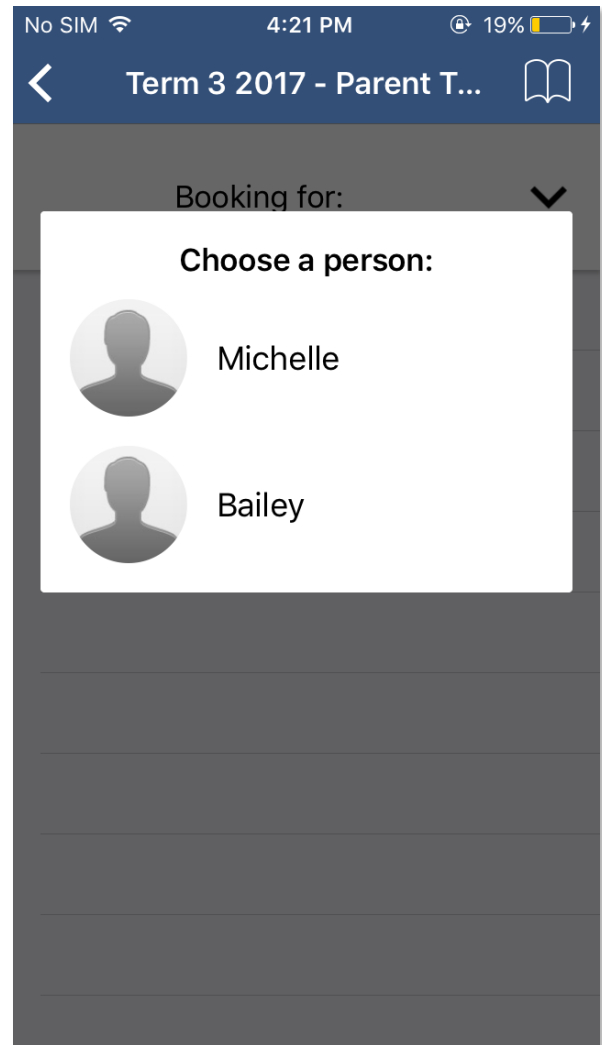 No SIM 4:21 PM 19%
Term 3 2017 - Parent T...
Booking for:
Choose a person:
Michelle
Bailey